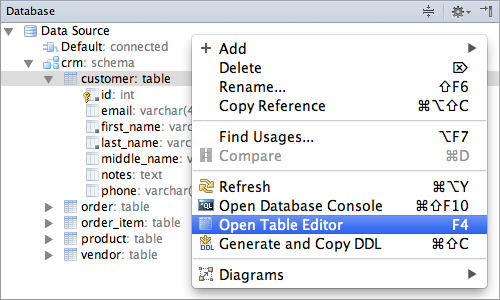 Database
Data Source
Default: connected
crm: schema
customer: table
id: int
email: varchar(4
first_name: varc
last_name: varc
middle_name: v
notes: text
phone: varchar(
order: table
order_item: table
product: table
vendor: table
Add
Delete ⌦
Rename... ⇧F6
Copy Reference ⌘⌥⇧C
Find Usages... ⌥F7
Compare ⌘D
Refresh ⌘⌥Y
Open Database Console ⌘⇧F10
Open Table Editor F4
Generate and Copy DDL ⌘⇧C
Diagrams